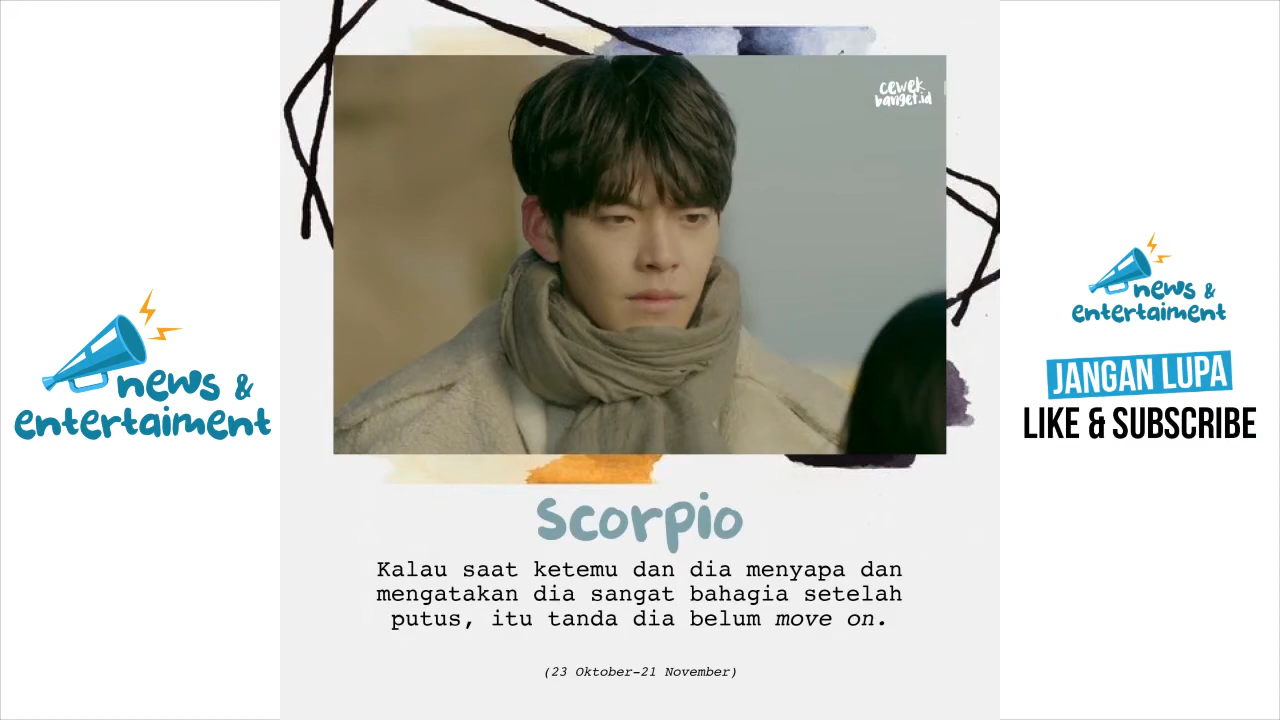 cewek
banget.id
news &
entertaiment
news &
entertaiment
JANGAN LUPA
LIKE & SUBSCRIBE
Scorpio
Kalau saat ketemu dan dia menyapa dan
mengatakan dia sangat bahagia setelah
putus, itu tanda dia belum move on.
(23 Oktober-21 November)